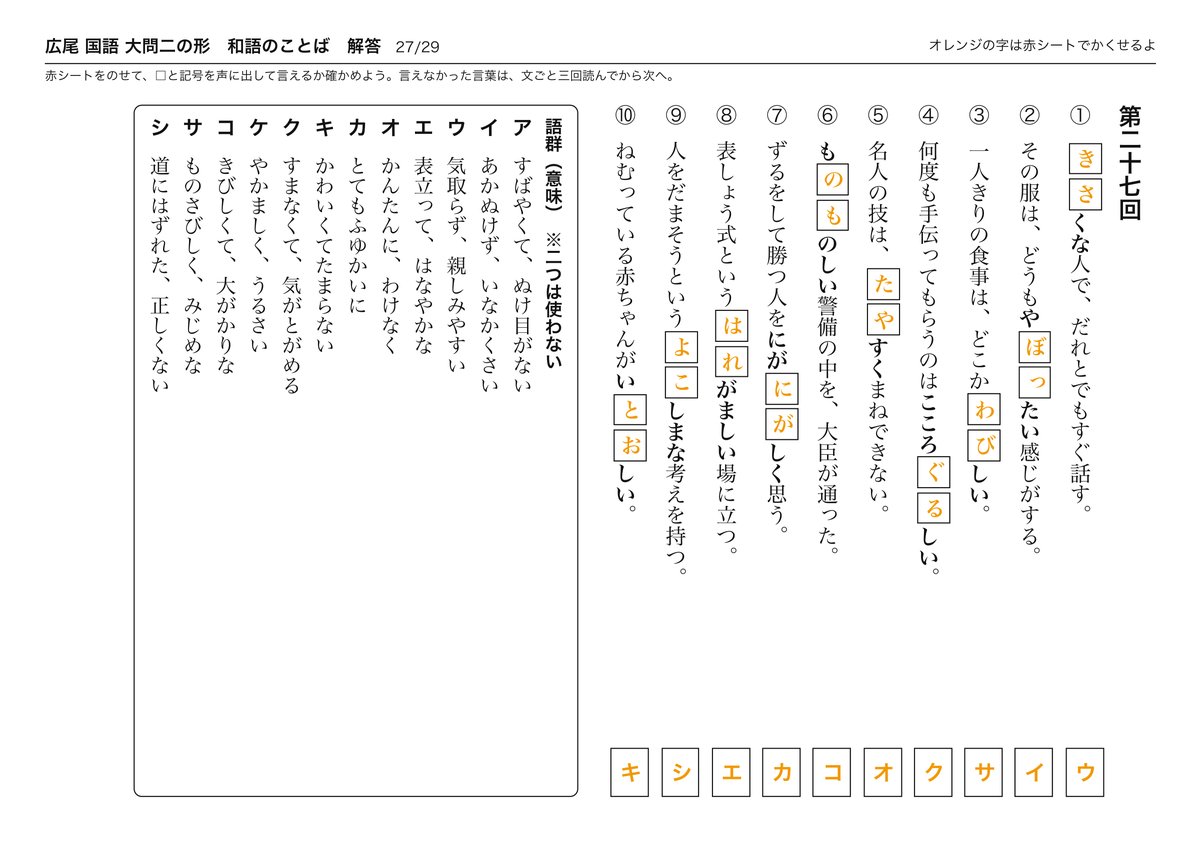 広尾 国語 大問二の形　和語のことば　解答　27/29
オレンジの字は赤シートでかくせるよ
赤シートをのせて、□と記号を声に出して言えるか確かめよう。言えなかった言葉は、文ごと三回読んでから次へ。
第二十七回
① きさくな人で、だれとでもすぐ話す。 ウ
② その服は、どうもやぼったい感じがする。 イ
③ 一人きりの食事は、どこかわびしい。 サ
④ 何度も手伝ってもらうのはこころぐるしい。 ク
⑤ 名人の技は、たやすくまねできない。 オ
⑥ ものものしい警備の中を、大臣が通った。 コ
⑦ ずるをして勝つ人をにがにがしく思う。 カ
⑧ 表しょう式というはれがましい場に立つ。 エ
⑨ 人をだまそうというよこしまな考えを持つ。 シ
⑩ ねむっている赤ちゃんがいとおしい。 キ
語群（意味）　※二つは使わない
ア すばやくて、ぬけ目がない
イ あかぬけず、いなかくさい
ウ 気取らず、親しみやすい
エ 表立って、はなやかな
オ かんたんに、わけなく
カ とてもふゆかいに
キ かわいくてたまらない
ク すまなくて、気がとがめる
ケ やかましく、うるさい
コ きびしくて、大がかりな
サ ものさびしく、みじめな
シ 道にはずれた、正しくない